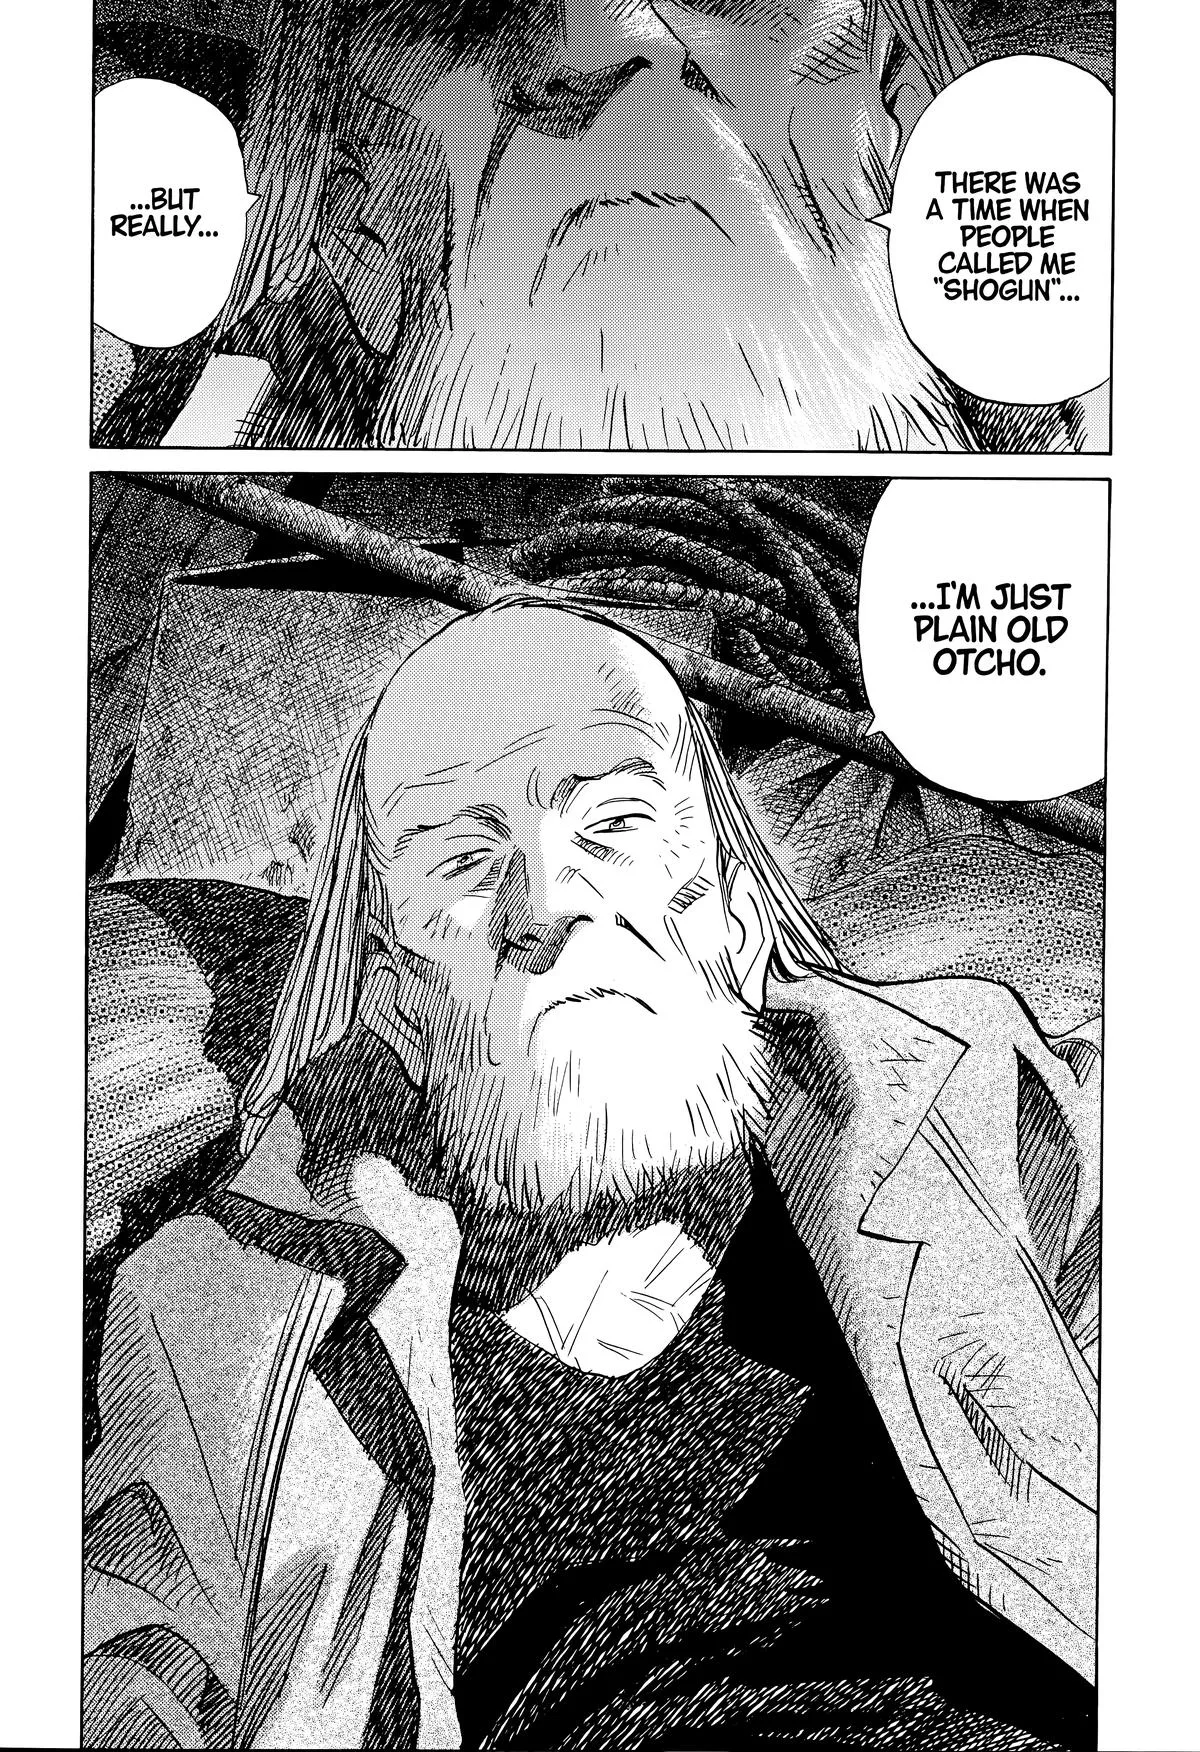 THERE WAS
A TIME WHEN
PEOPLE
CALLED ME
"SHOGUN"...
...BUT
REALLY...
...I'M JUST
PLAIN OLD
OTCHO.